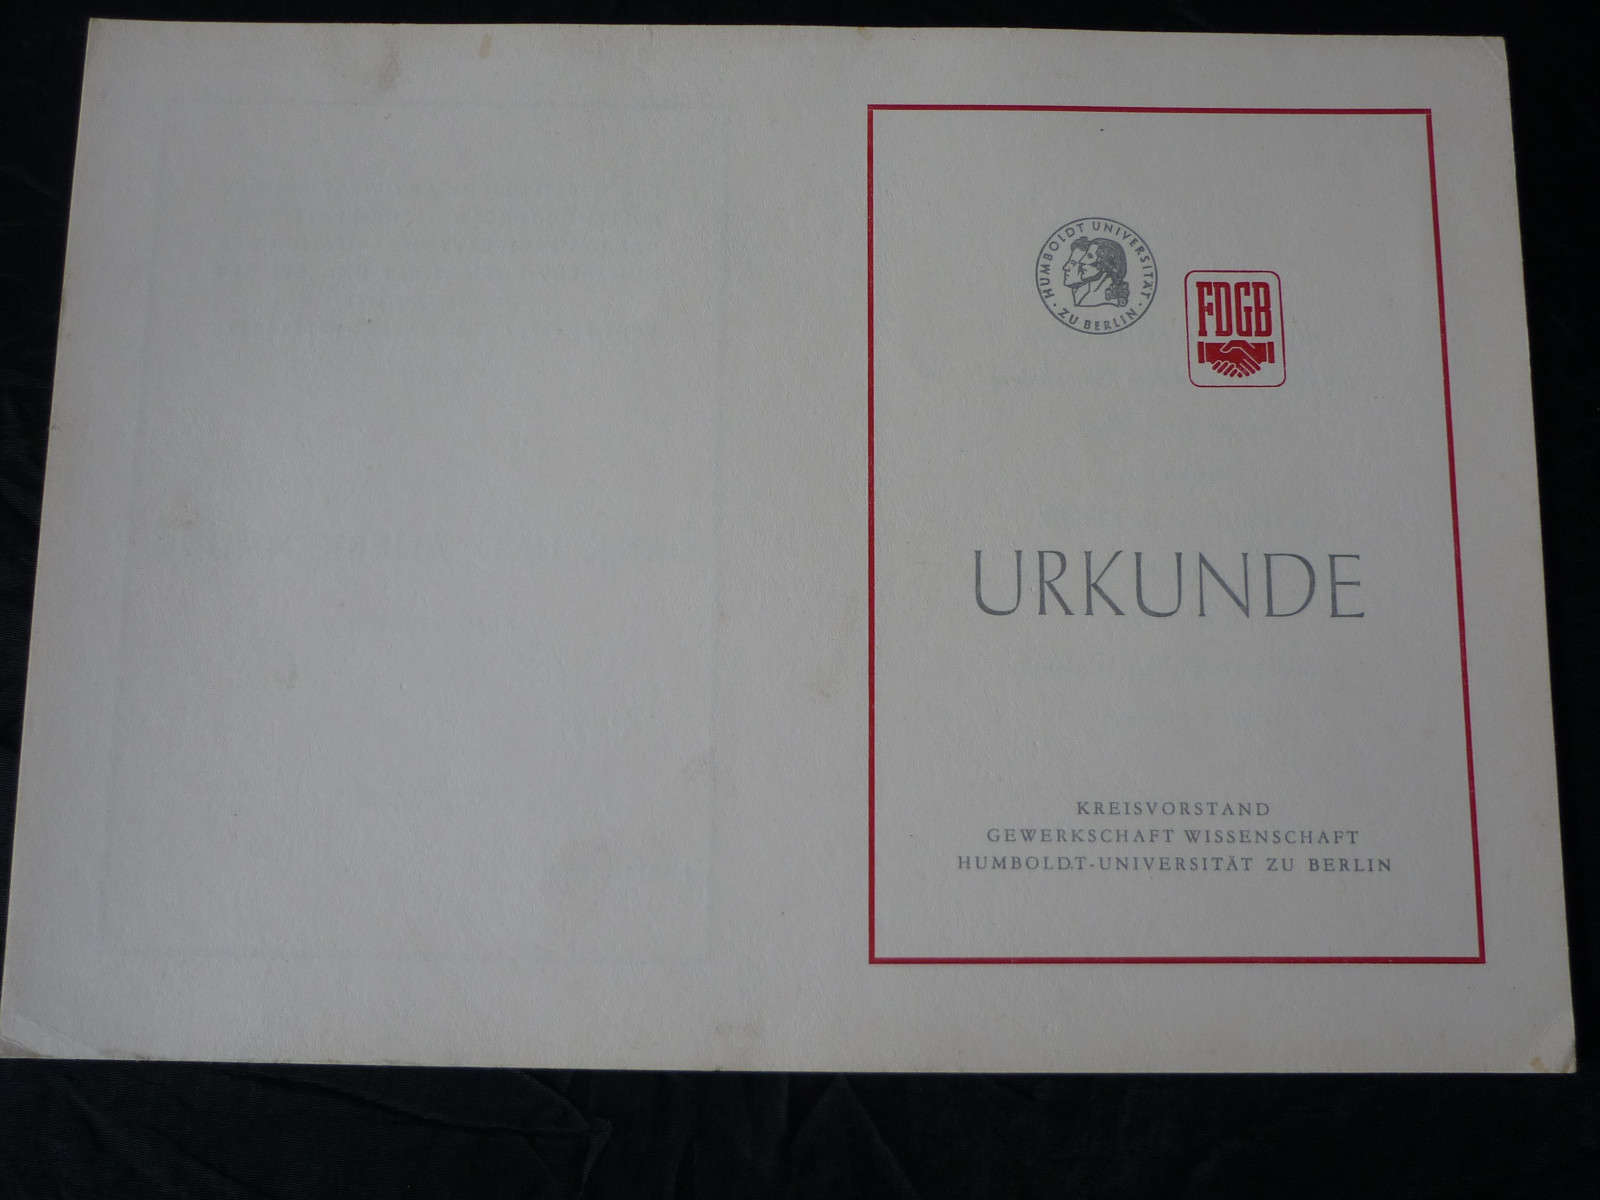 HUMBOLDT UNIVERSITÄT
· ZU BERLIN ·
FDGB
URKUNDE
KREISVORSTAND
GEWERKSCHAFT WISSENSCHAFT
HUMBOLDT-UNIVERSITÄT ZU BERLIN